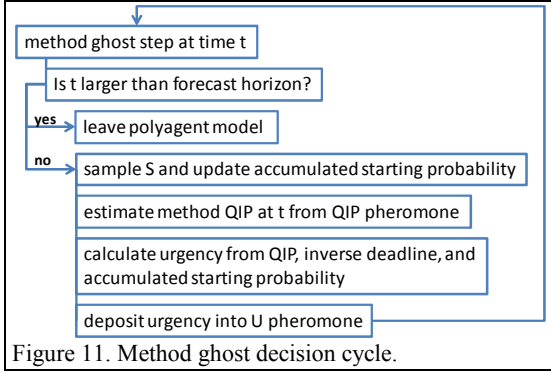 method ghost step at time t
Is t larger than forecast horizon?
yes
leave polyagent model
no
sample S and update accumulated starting probability
estimate method QIP at t from QIP pheromone
calculate urgency from QIP, inverse deadline, and
accumulated starting probability
deposit urgency into U pheromone
Figure 11. Method ghost decision cycle.